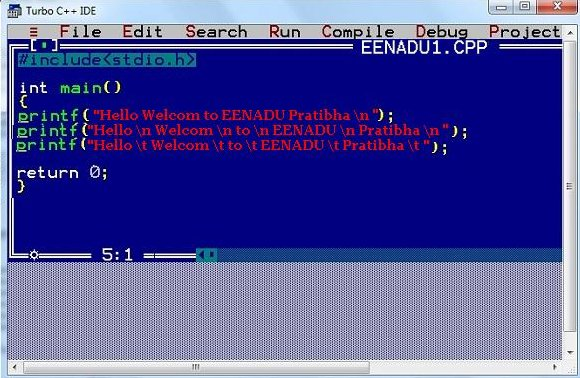 Turbo C++ IDE
≡ File Edit Search Run Compile Debug Project
[▪] EENADU1.CPP
#include<stdio.h>
int main()
{
printf("Hello Welcom to EENADU Pratibha \n ");
printf("Hello \n Welcom \n to \n EENADU \n Pratibha \n ");
printf("Hello \t Welcom \t to \t EENADU \t Pratibha \t ");
return 0;
}
5:1